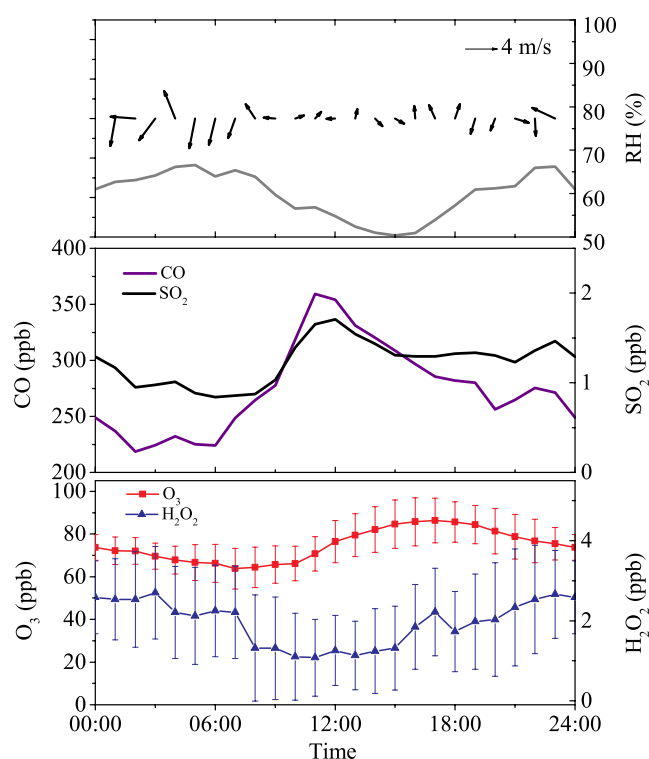 100
90
80
70
60
50
RH (%)
4 m/s
400
350
300
250
200
CO (ppb)
CO
SO₂
2
1
0
SO₂ (ppb)
100
80
60
40
20
0
O₃ (ppb)
O₃
H₂O₂
4
2
0
H₂O₂ (ppb)
00:00 06:00 12:00 18:00 24:00
Time